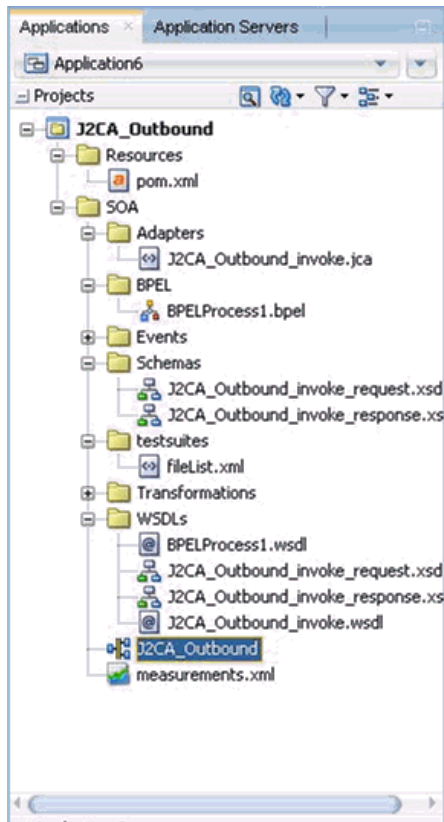 Applications × Application Servers
Application6
Projects
J2CA_Outbound
Resources
pom.xml
SOA
Adapters
J2CA_Outbound_invoke.jca
BPEL
BPELProcess1.bpel
Events
Schemas
J2CA_Outbound_invoke_request.xsd
J2CA_Outbound_invoke_response.xs
testsuites
fileList.xml
Transformations
WSDLs
BPELProcess1.wsdl
J2CA_Outbound_invoke_request.xsd
J2CA_Outbound_invoke_response.xs
J2CA_Outbound_invoke.wsdl
J2CA_Outbound
measurements.xml